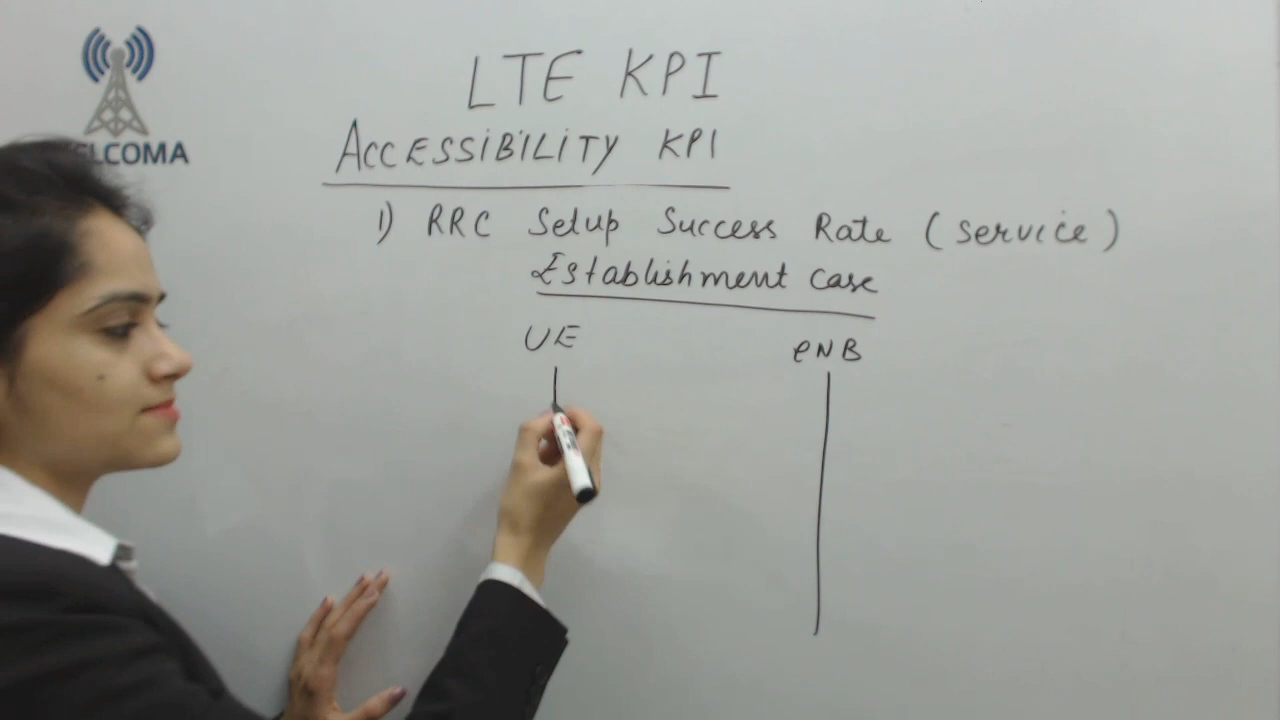 LTE KPI
ELCOMA
ACCESSIBILITY KPI
1) RRC Setup Success Rate (service)
Establishment case
UE
eNB